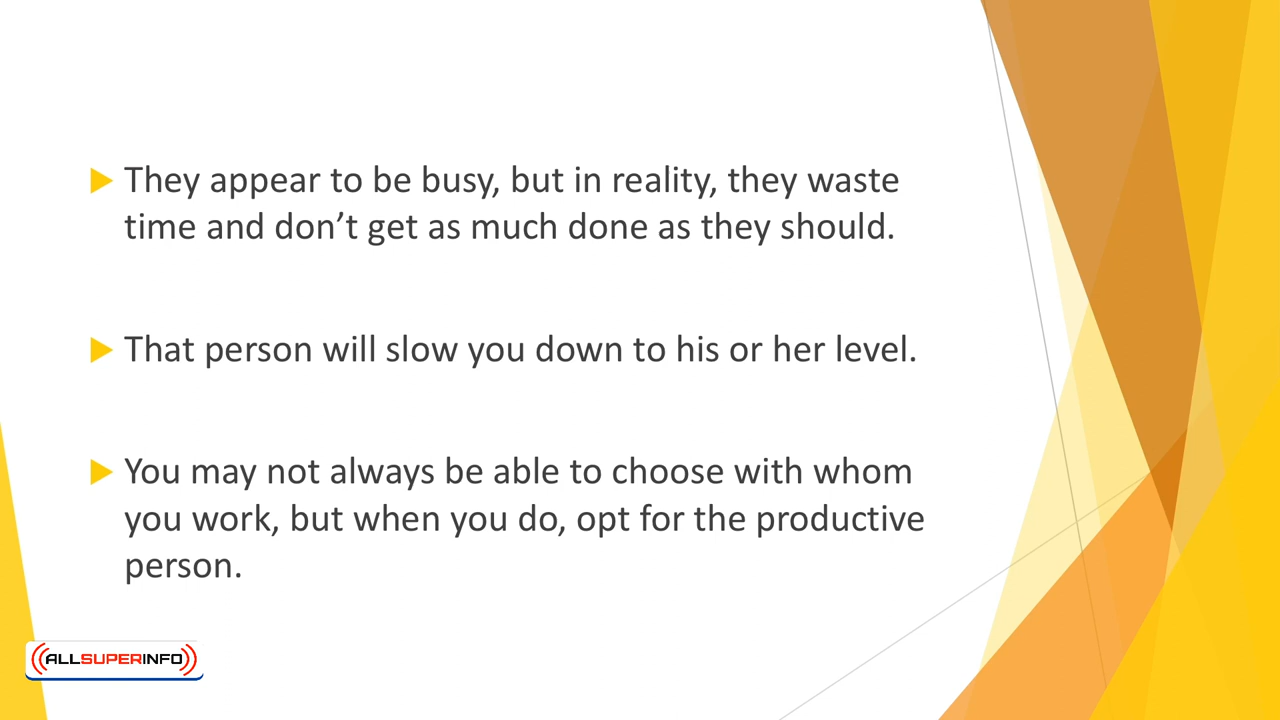 They appear to be busy, but in reality, they waste
time and don’t get as much done as they should.
That person will slow you down to his or her level.
You may not always be able to choose with whom
you work, but when you do, opt for the productive
person.
ALLSUPERINFO